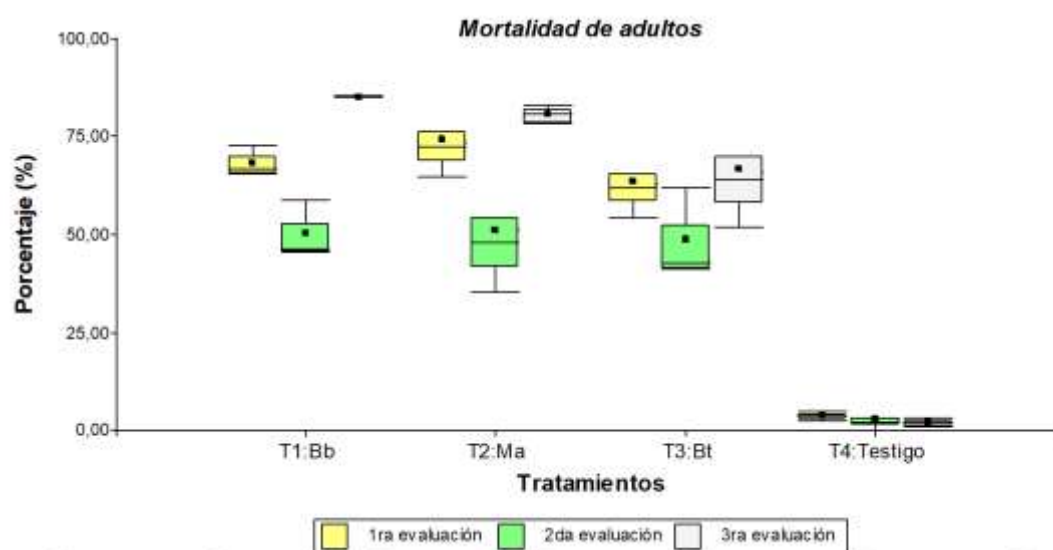 Mortalidad de adultos
100,00
75,00
50,00
25,00
0,00
Porcentaje (%)
T1:Bb T2:Ma T3:Bt T4:Testigo
Tratamientos
1ra evaluación 2da evaluación 3ra evaluación